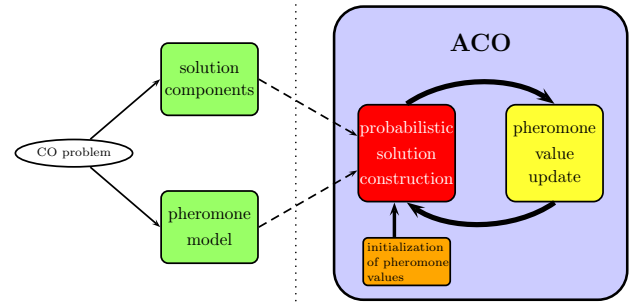 CO problem
solution
components
pheromone
model
ACO
probabilistic
solution
construction
pheromone
value
update
initialization
of pheromone
values